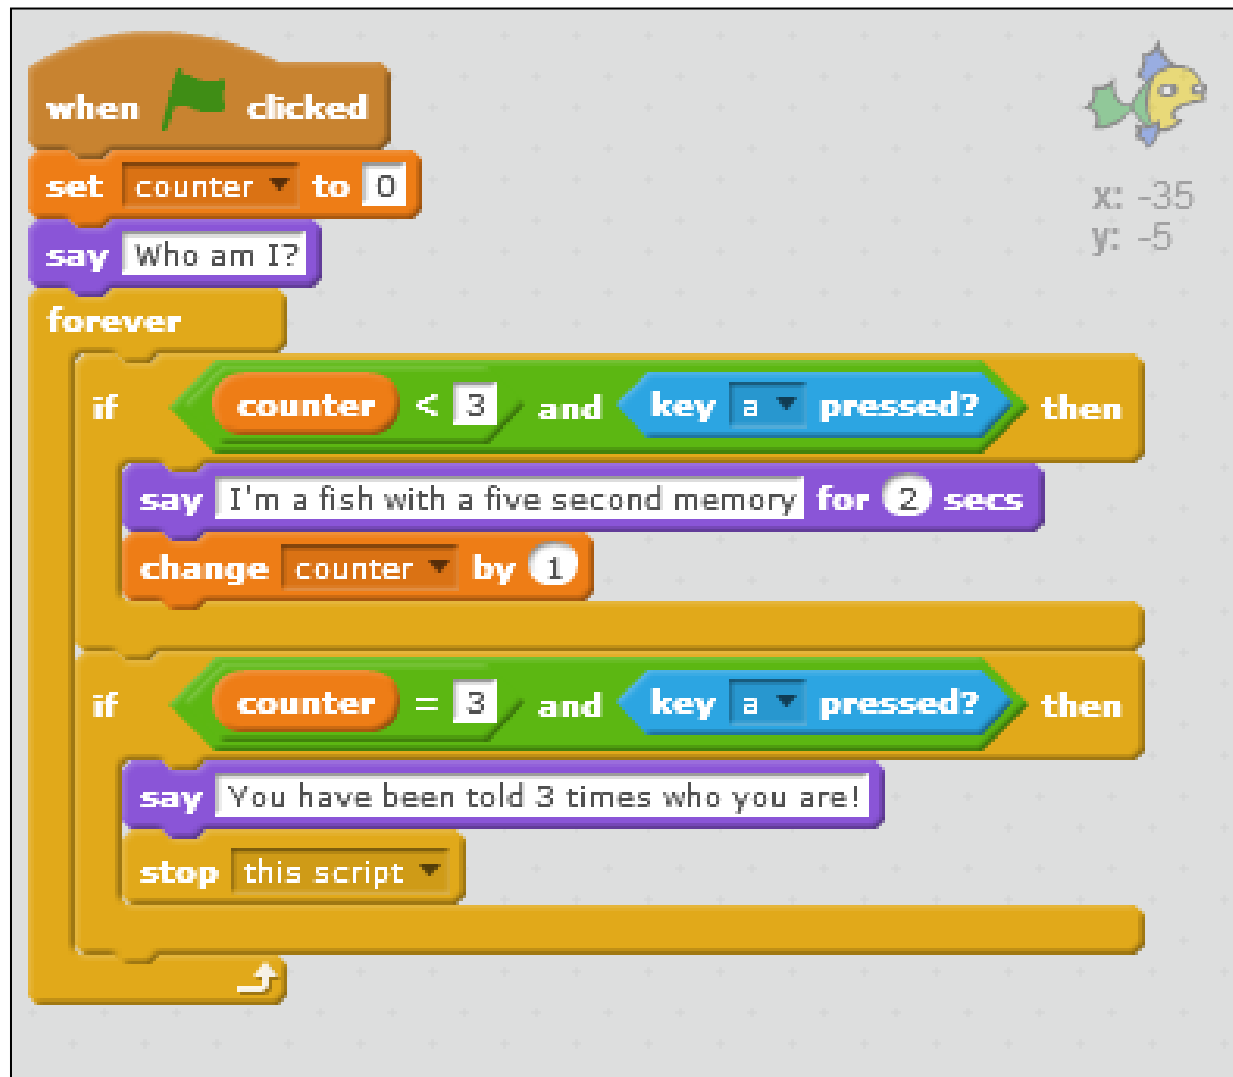 when clicked
set counter to 0
x: -35
say Who am I?
y: -5
forever
if counter < 3 and key a pressed? then
say I'm a fish with a five second memory for 2 secs
change counter by 1
if counter = 3 and key a pressed? then
say You have been told 3 times who you are!
stop this script